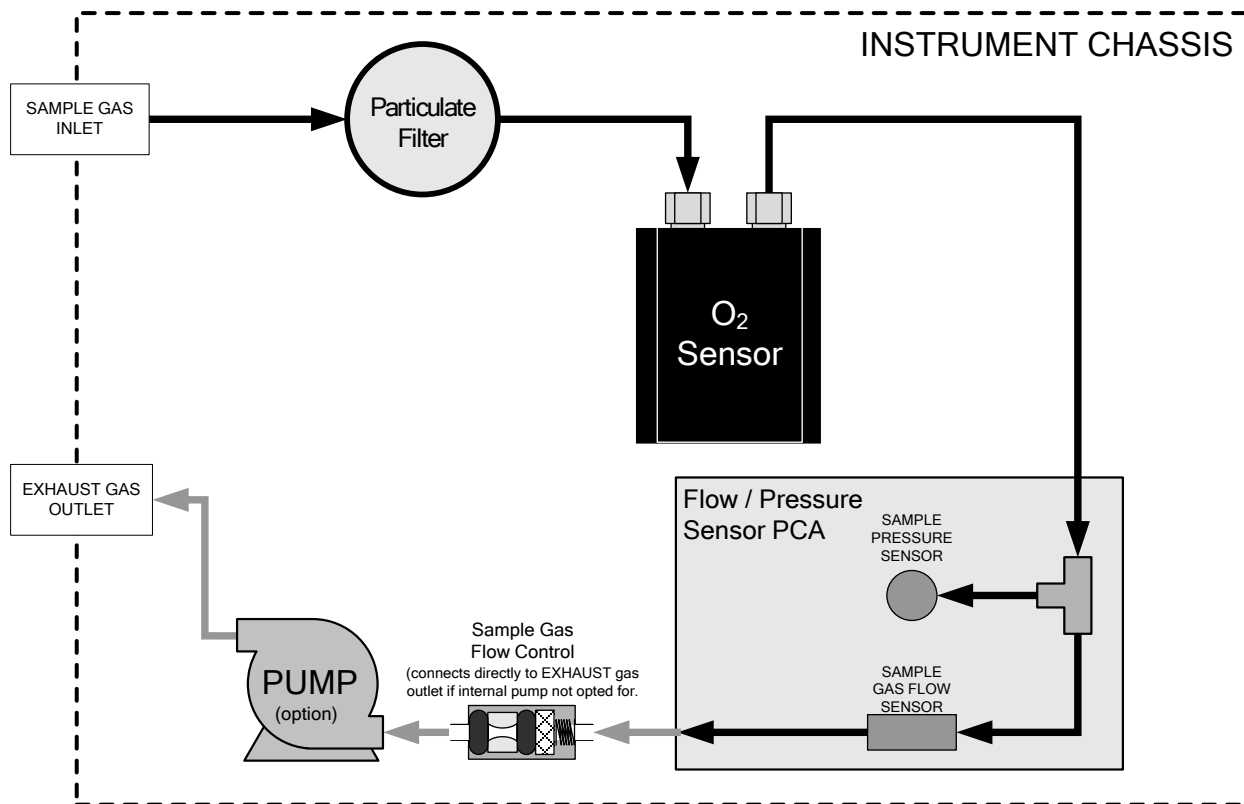 INSTRUMENT CHASSIS
SAMPLE GAS
INLET
Particulate
Filter
O₂
Sensor
EXHAUST GAS
OUTLET
Flow / Pressure
Sensor PCA
SAMPLE
PRESSURE
SENSOR
Sample Gas
Flow Control
(connects directly to EXHAUST gas
outlet if internal pump not opted for.
PUMP
(option)
SAMPLE
GAS FLOW
SENSOR